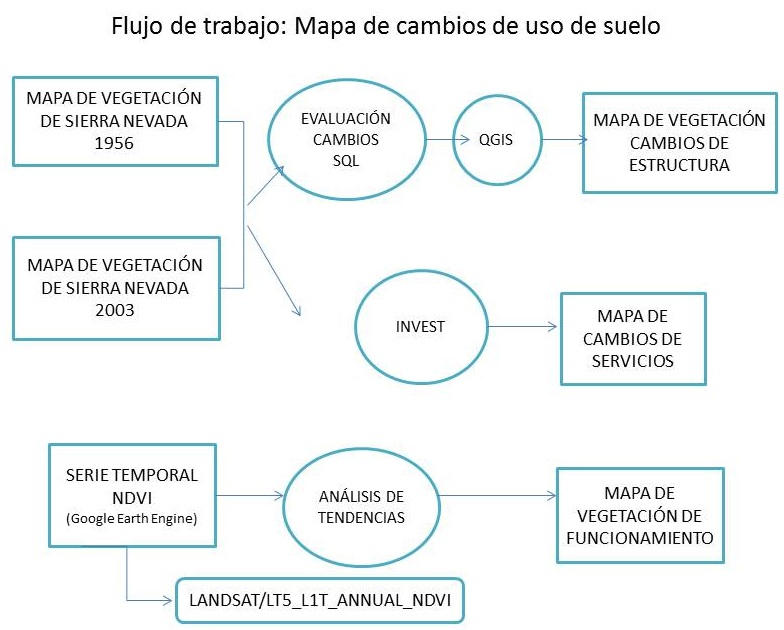 Flujo de trabajo: Mapa de cambios de uso de suelo
MAPA DE VEGETACIÓN
DE SIERRA NEVADA
1956
EVALUACIÓN
CAMBIOS
SQL
QGIS
MAPA DE VEGETACIÓN
CAMBIOS DE
ESTRUCTURA
MAPA DE VEGETACIÓN
DE SIERRA NEVADA
2003
INVEST
MAPA DE
CAMBIOS DE
SERVICIOS
SERIE TEMPORAL
NDVI
(Google Earth Engine)
ANÁLISIS DE
TENDENCIAS
MAPA DE
VEGETACIÓN DE
FUNCIONAMIENTO
LANDSAT/LT5_L1T_ANNUAL_NDVI